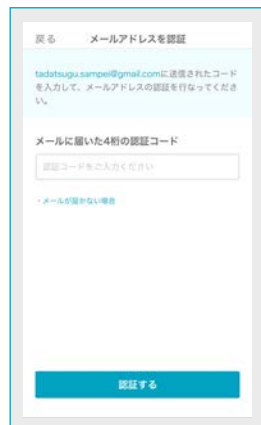 戻る メールアドレスを認証
tadatsugu.sampei@gmail.comに送信されたコード
を入力して、メールアドレスの認証を行なってくださ
い。
メールに届いた4桁の認証コード
認証コードをご入力ください
・メールが届かない場合
認証する